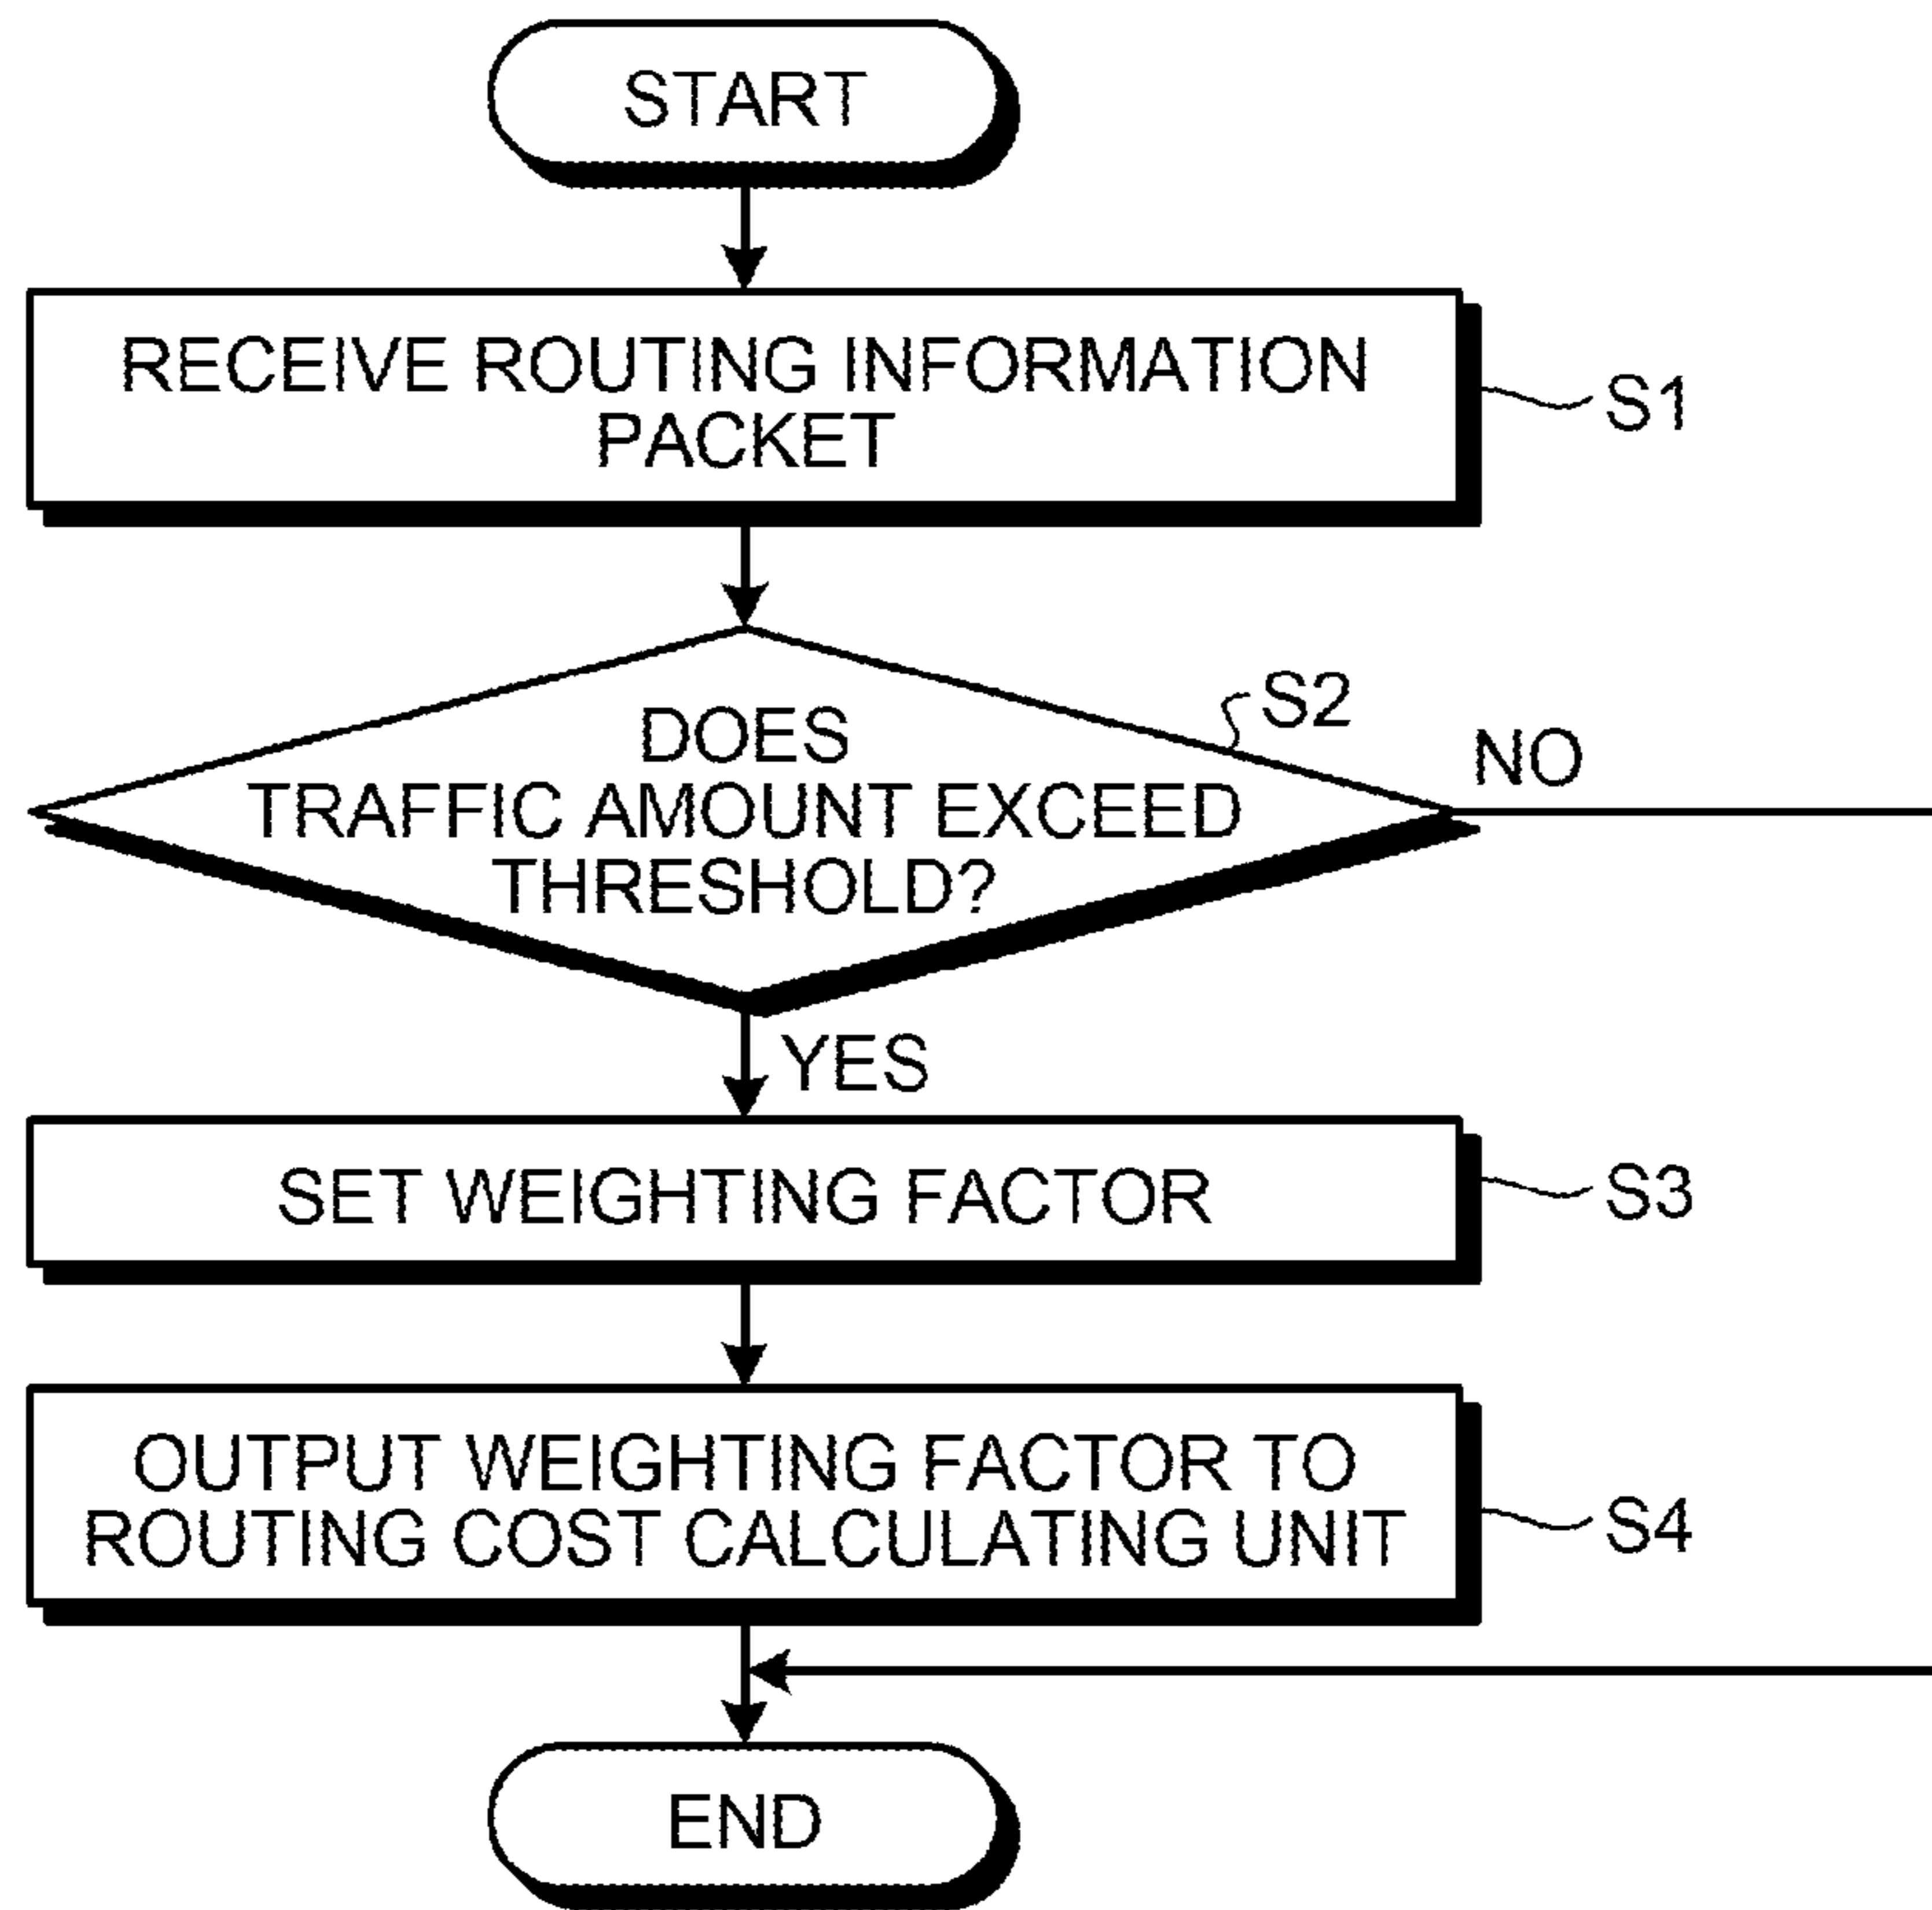 START
RECEIVE ROUTING INFORMATION
PACKET
S1
S2
DOES
TRAFFIC AMOUNT EXCEED
THRESHOLD?
NO
YES
SET WEIGHTING FACTOR
S3
OUTPUT WEIGHTING FACTOR TO
ROUTING COST CALCULATING UNIT
S4
END